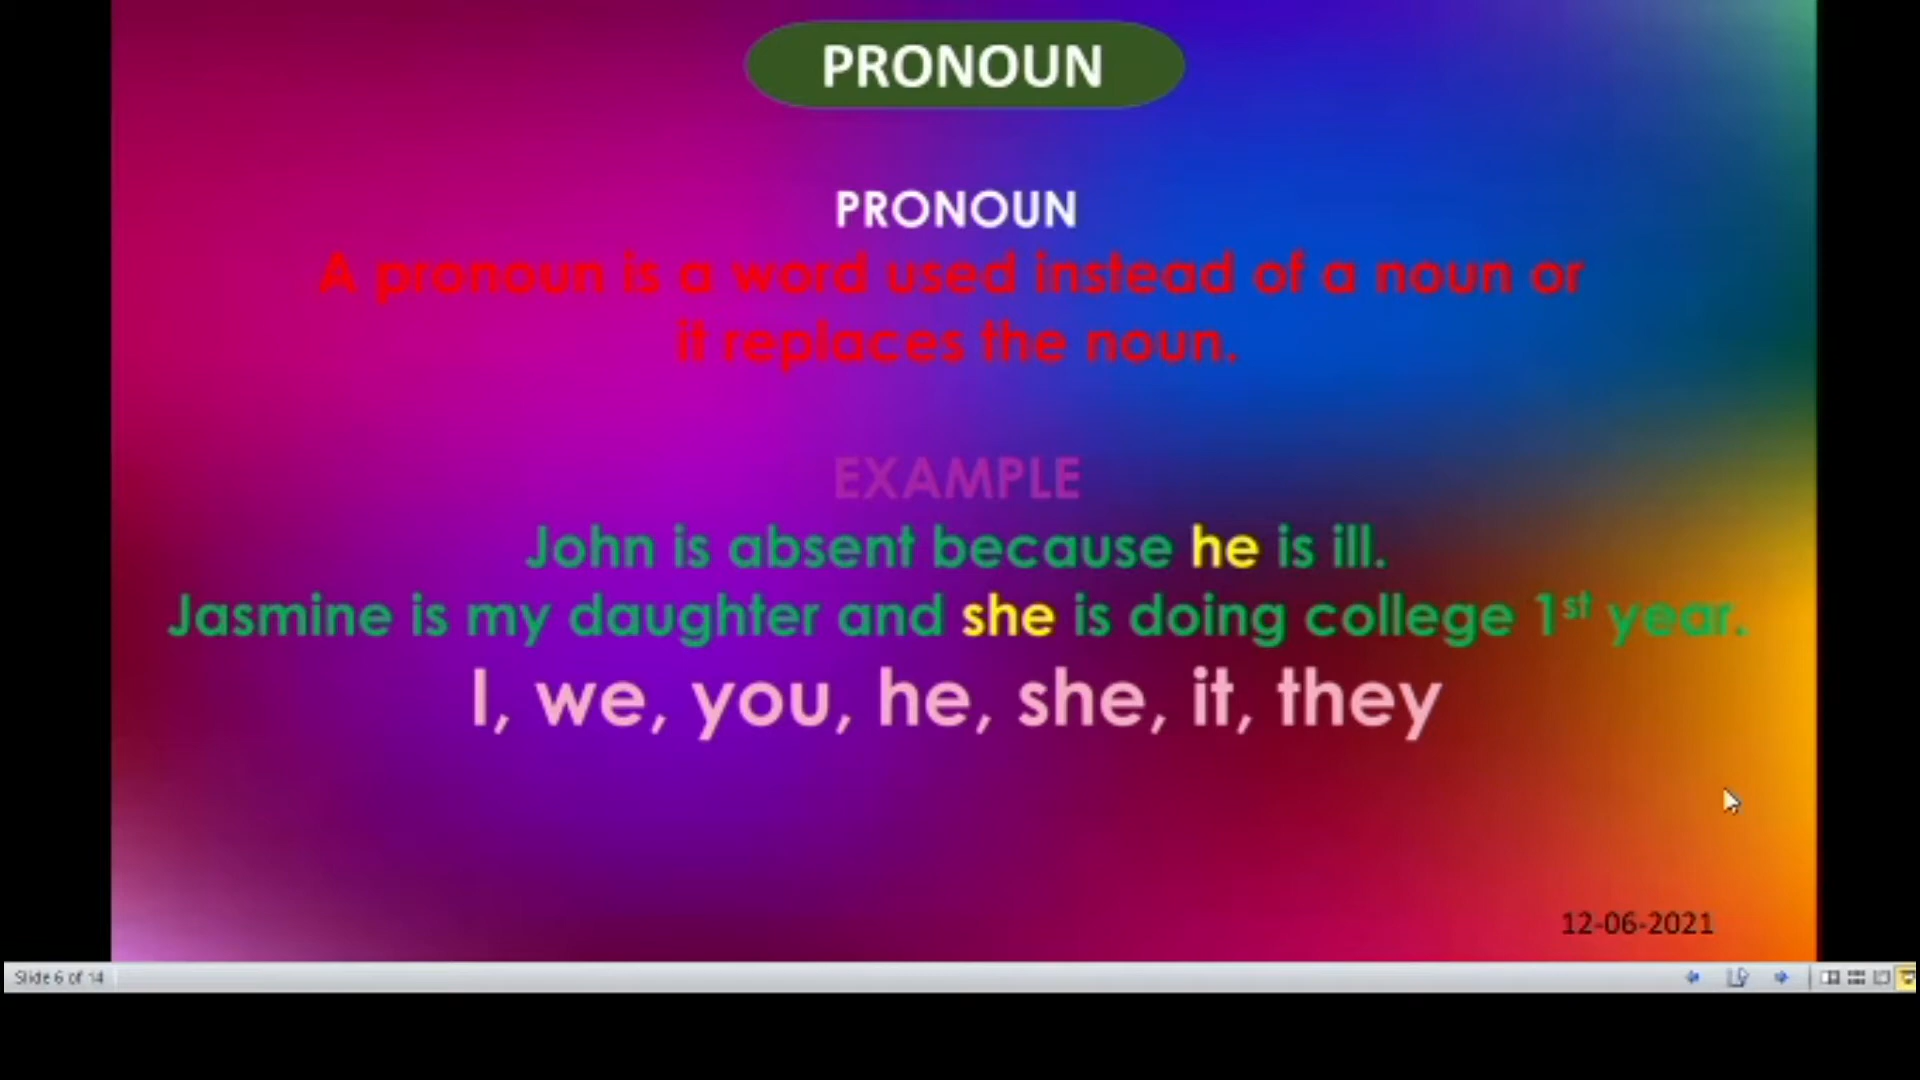 PRONOUN
PRONOUN
A pronoun is a word used instead of a noun or
it replaces the noun.
EXAMPLE
John is absent because he is ill.
Jasmine is my daughter and she is doing college 1st year.
I, we, you, he, she, it, they
12-06-2021
Slide 6 of 14